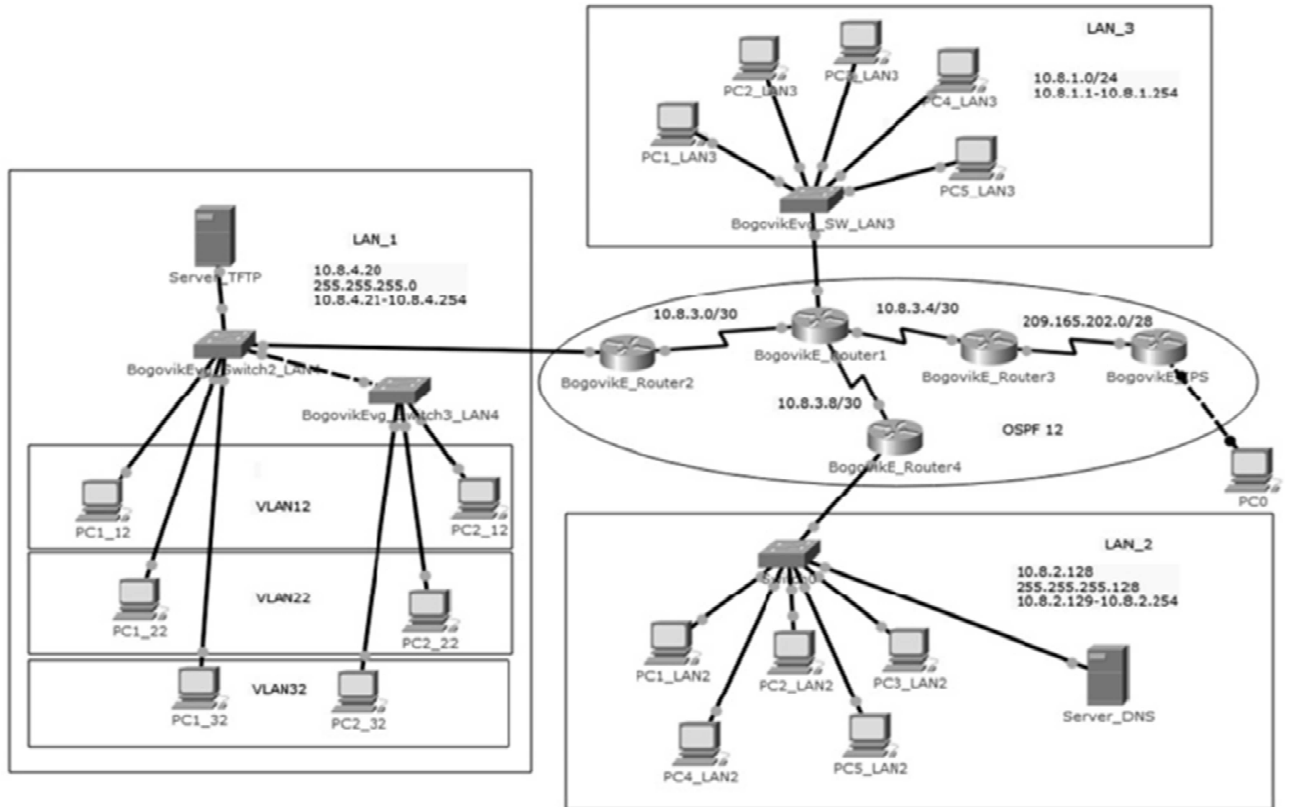 LAN_3
10.8.1.0/24
10.8.1.1-10.8.1.254
PC1_LAN3
PC2_LAN3
PC4_LAN3
PC5_LAN3
BogovikEvg_SW_LAN3
LAN_1
10.8.4.20
255.255.255.0
10.8.4.21-10.8.4.254
Server_TFTP
BogovikEvg_Switch3_LAN4
VLAN12
PC1_12
PC2_12
VLAN22
PC1_22
PC2_22
VLAN32
PC1_32
PC2_32
10.8.3.0/30
10.8.3.4/30
209.165.202.0/28
BogovikE_Router2
BogovikE_Router1
BogovikE_Router3
10.8.3.8/30
OSPF 12
BogovikE_Router4
PC0
LAN_2
10.8.2.128
255.255.255.128
10.8.2.129-10.8.2.254
PC1_LAN2
PC2_LAN2
PC3_LAN2
PC4_LAN2
PC5_LAN2
Server_DNS